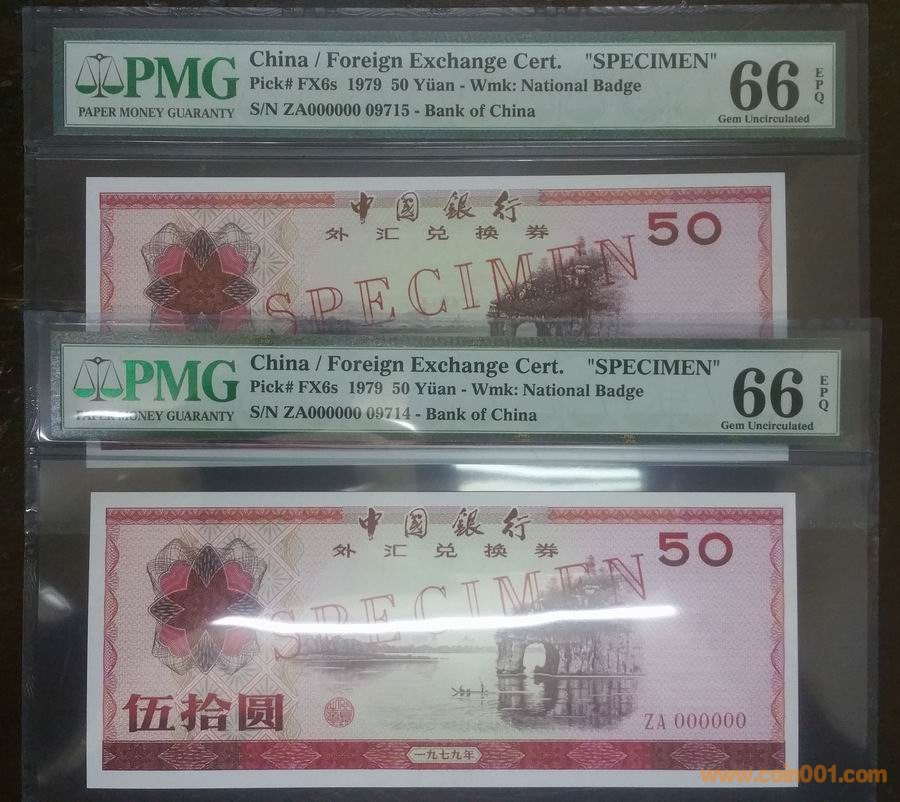 PMG
PAPER MONEY GUARANTY
China / Foreign Exchange Cert. "SPECIMEN"
Pick# FX6s 1979 50 Yüan - Wmk: National Badge
S/N ZA000000 09715 - Bank of China
66
EPQ
Gem Uncirculated
中國銀行
外汇兑换券
50
SPECIMEN
PMG
PAPER MONEY GUARANTY
China / Foreign Exchange Cert. "SPECIMEN"
Pick# FX6s 1979 50 Yüan - Wmk: National Badge
S/N ZA000000 09714 - Bank of China
66
EPQ
Gem Uncirculated
中國銀行
外汇兑换券
50
SPECIMEN
伍拾圆
ZA 000000
一九七九年
www.coin001.com